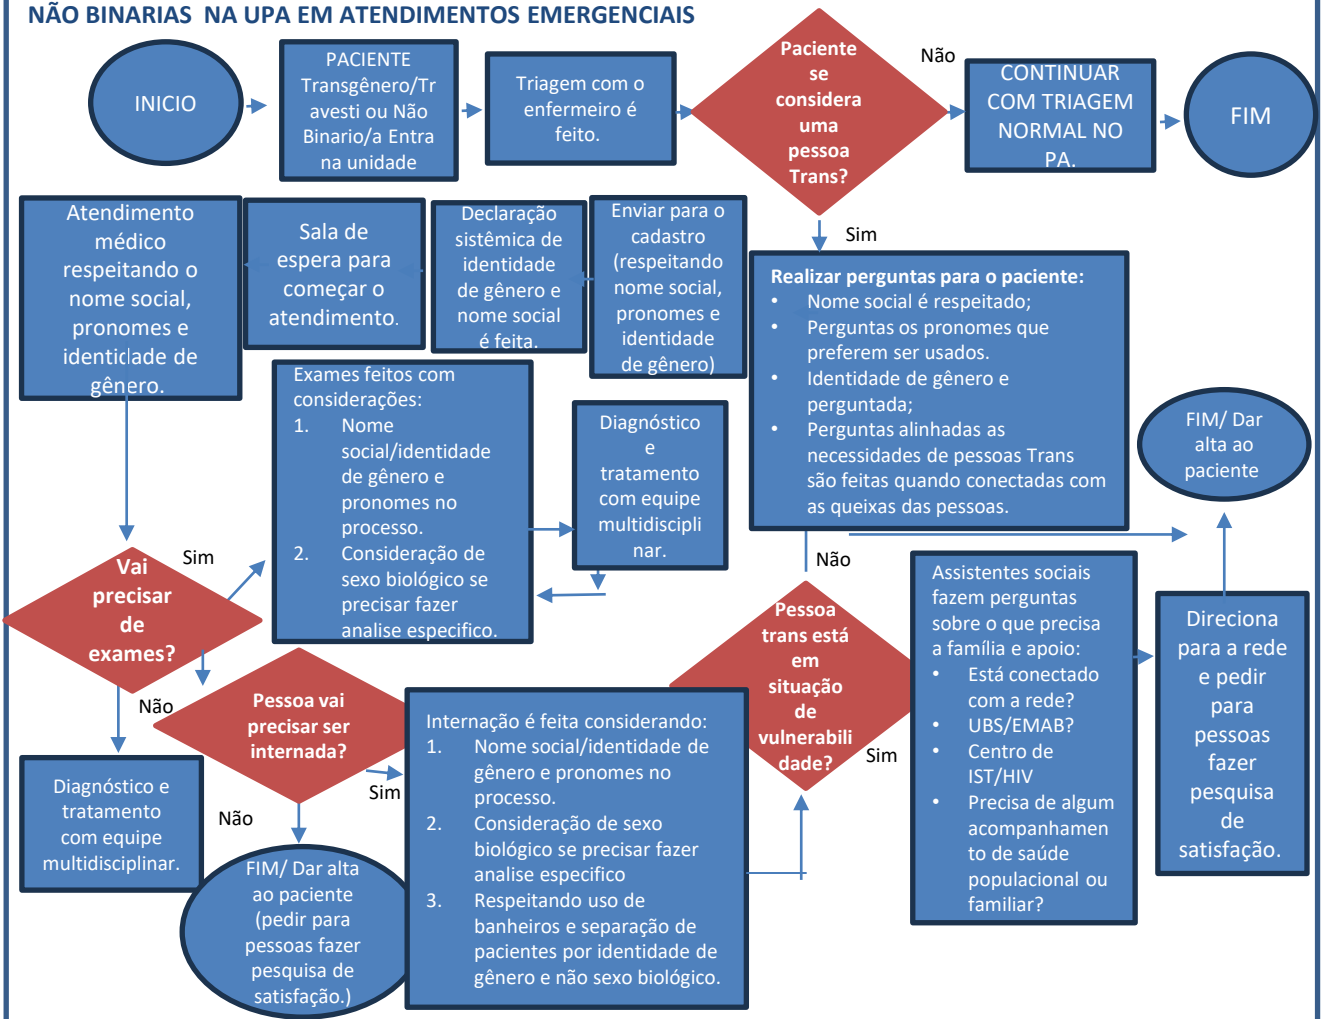 NÃO BINARIAS NA UPA EM ATENDIMENTOS EMERGENCIAIS
INICIO
PACIENTE
Transgênero/Tr
avesti ou Não
Binario/a Entra
na unidade
Triagem com o
enfermeiro é
feito.
Paciente
se
considera
uma
pessoa
Trans?
Não
CONTINUAR
COM TRIAGEM
NORMAL NO
PA.
FIM
Sim
Realizar perguntas para o paciente:
• Nome social é respeitado;
• Perguntas os pronomes que
preferem ser usados.
• Identidade de gênero e
perguntada;
• Perguntas alinhadas as
necessidades de pessoas Trans
são feitas quando conectadas com
as queixas das pessoas.
Enviar para o
cadastro
(respeitando
nome social,
pronomes e
identidade
de gênero)
Declaração
sistêmica de
identidade
de gênero e
nome social
é feita.
Sala de
espera para
começar o
atendimento.
Atendimento
médico
respeitando o
nome social,
pronomes e
identidade de
gênero.
Vai
precisar
de
exames?
Sim
Exames feitos com
considerações:
1. Nome
social/identidade
de gênero e
pronomes no
processo.
2. Consideração de
sexo biológico se
precisar fazer
analise especifico.
Diagnóstico
e
tratamento
com equipe
multidiscipli
nar.
Não
Diagnóstico e
tratamento
com equipe
multidisciplinar.
Pessoa vai
precisar ser
internada?
Não
FIM/ Dar alta
ao paciente
(pedir para
pessoas fazer
pesquisa de
satisfação.)
Sim
Internação é feita considerando:
1. Nome social/identidade de
gênero e pronomes no
processo.
2. Consideração de sexo
biológico se precisar fazer
analise especifico
3. Respeitando uso de
banheiros e separação de
pacientes por identidade de
gênero e não sexo biológico.
Pessoa
trans está
em
situação
de
vulnerabili
dade?
Não
Sim
Assistentes sociais
fazem perguntas
sobre o que precisa
a família e apoio:
• Está conectado
com a rede?
• UBS/EMAB?
• Centro de
IST/HIV
• Precisa de algum
acompanhamen
to de saúde
populacional ou
familiar?
Direciona
para a rede
e pedir
para
pessoas
fazer
pesquisa
de
satisfação.
FIM/ Dar
alta ao
paciente